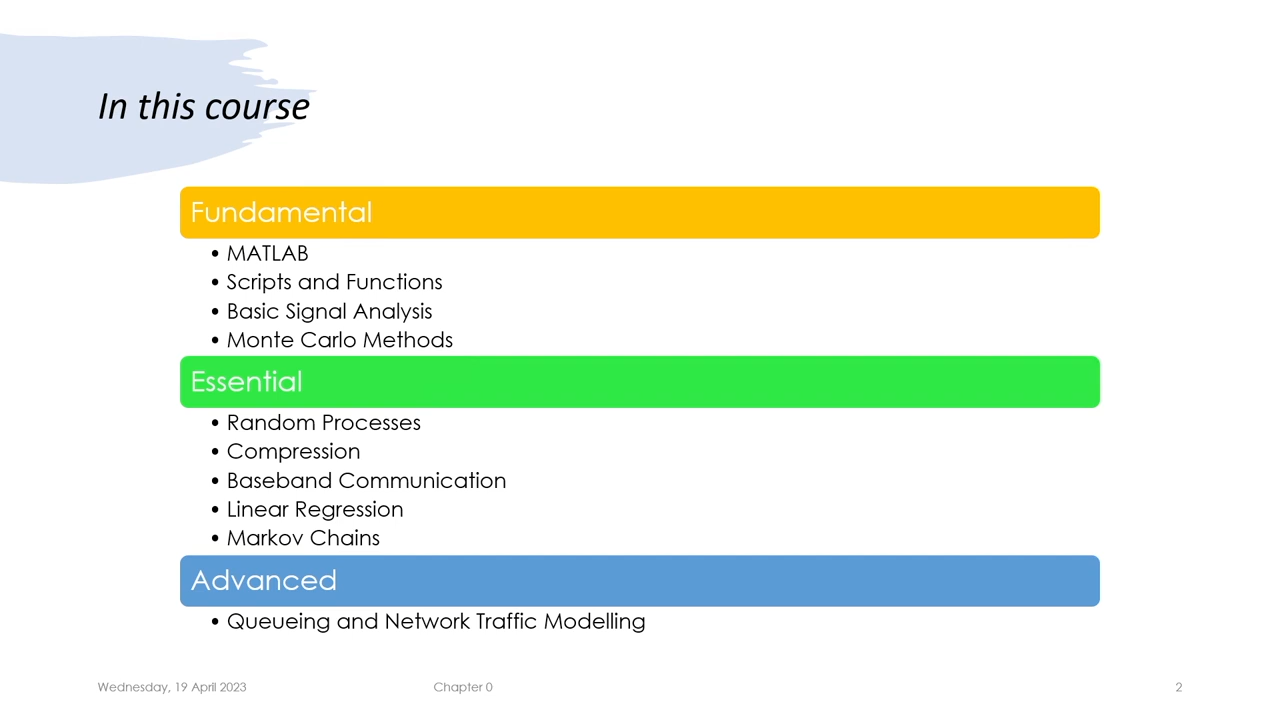 In this course
Fundamental
• MATLAB
• Scripts and Functions
• Basic Signal Analysis
• Monte Carlo Methods
Essential
• Random Processes
• Compression
• Baseband Communication
• Linear Regression
• Markov Chains
Advanced
• Queueing and Network Traffic Modelling
Wednesday, 19 April 2023
Chapter 0
2